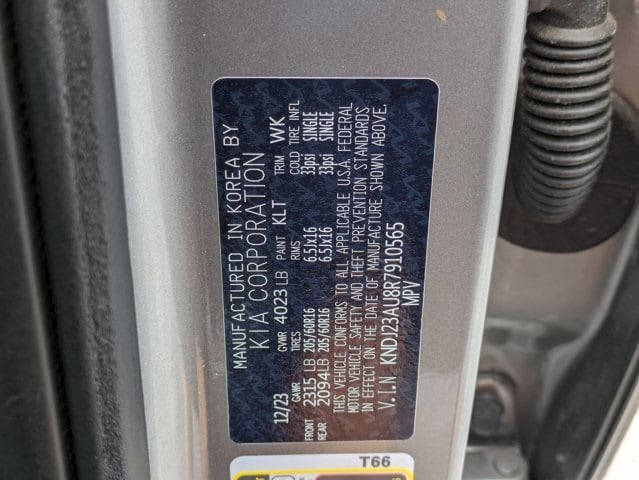 MANUFACTURED IN KOREA BY
KIA CORPORATION
12/23 GVWR 4023 LB PAINT KLT TRIM WK
GAWR TIRES RIMS COLD TIRE INFL
FRONT 2315 LB 205/60R16 6.5Jx16 33psi SINGLE
REAR 2094 LB 205/60R16 6.5Jx16 33psi SINGLE
THIS VEHICLE CONFORMS TO ALL APPLICABLE U.S.A. FEDERAL
MOTOR VEHICLE SAFETY AND THEFT PREVENTION STANDARDS
IN EFFECT ON THE DATE OF MANUFACTURE SHOWN ABOVE.
V.I.N KNDJ23AU8R7910565
MPV
T66